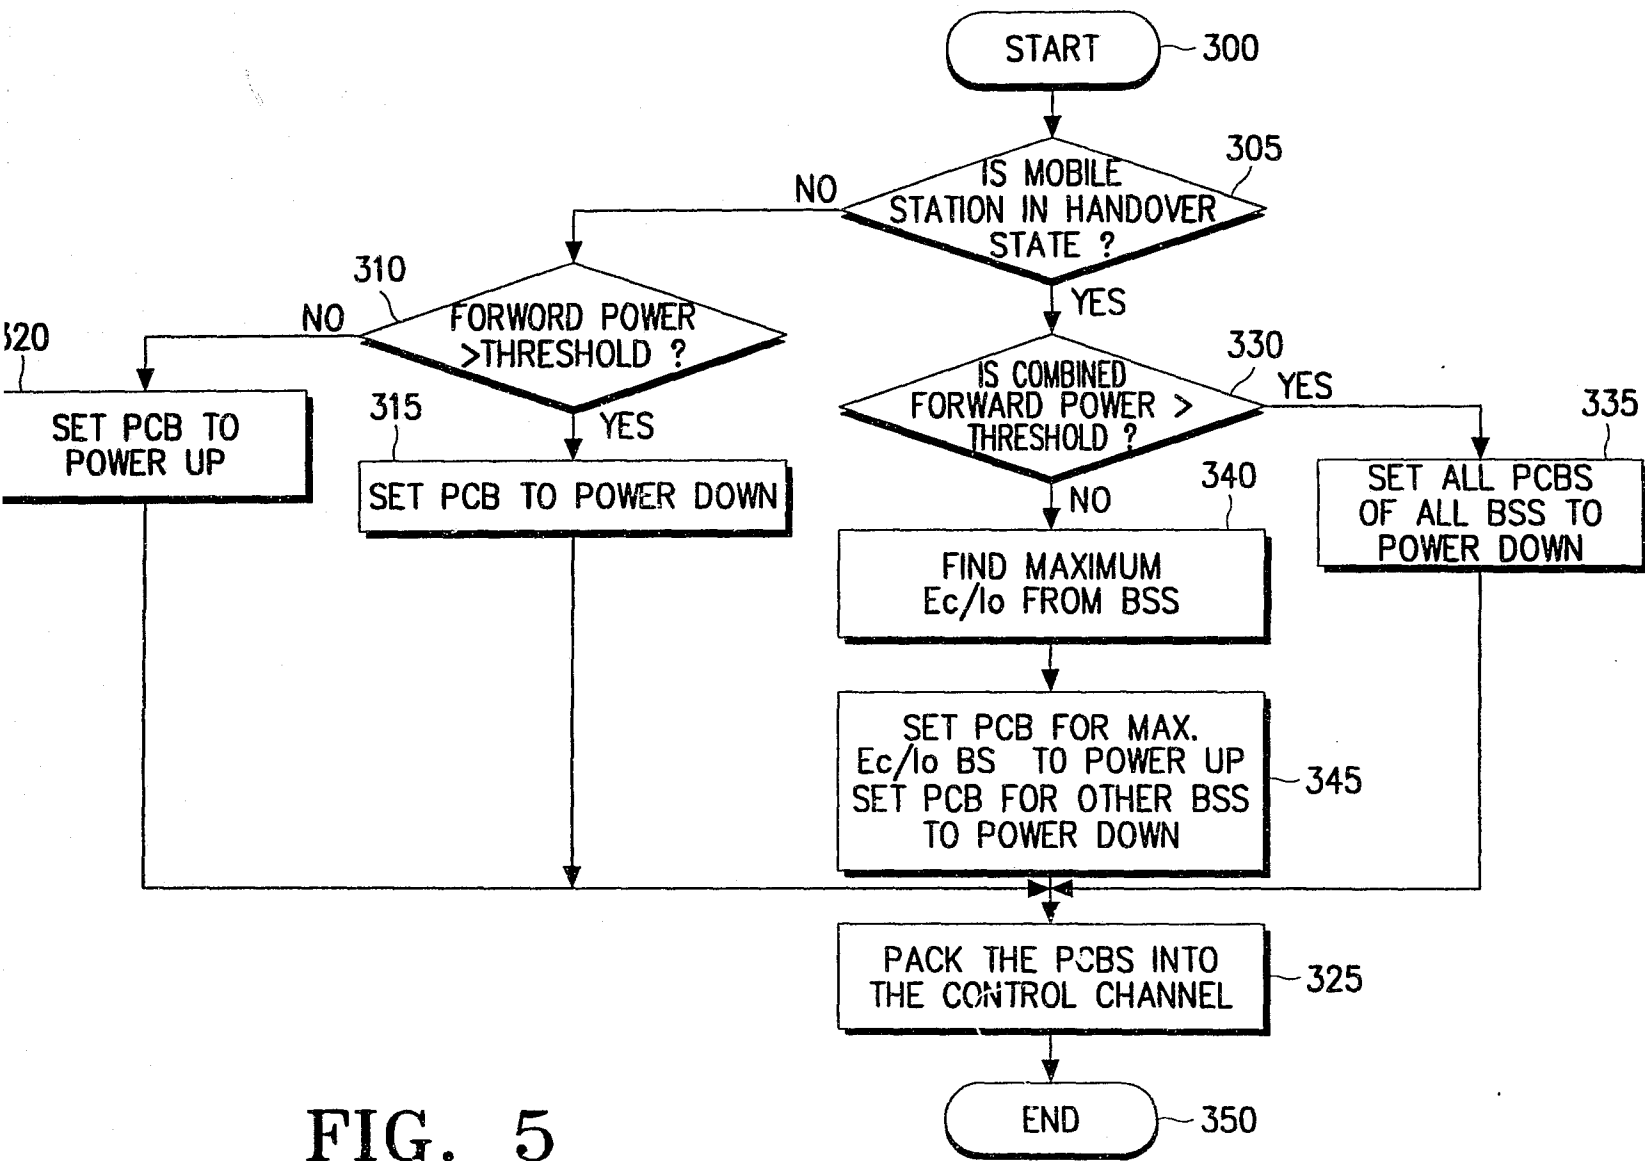 START
300
305
IS MOBILE
STATION IN HANDOVER
STATE ?
NO
YES
310
FORWORD POWER
>THRESHOLD ?
NO
YES
20
SET PCB TO
POWER UP
315
SET PCB TO POWER DOWN
330
IS COMBINED
FORWARD POWER >
THRESHOLD ?
YES
NO
335
SET ALL PCBS
OF ALL BSS TO
POWER DOWN
340
FIND MAXIMUM
Ec/Io FROM BSS
SET PCB FOR MAX.
Ec/Io BS TO POWER UP
SET PCB FOR OTHER BSS
TO POWER DOWN
345
PACK THE PCBS INTO
THE CONTROL CHANNEL
325
END
350
FIG. 5